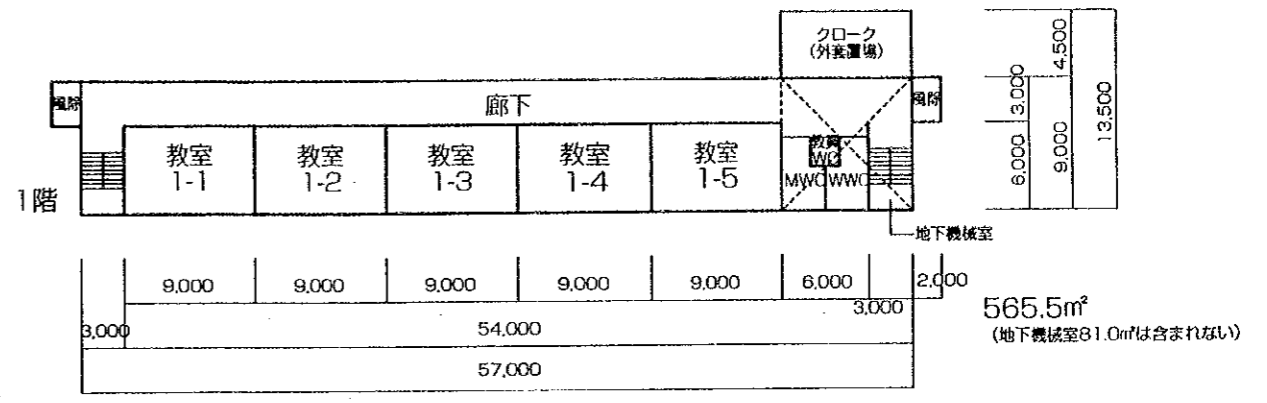 クローク
(外套置場)
風除
廊下
風除
教室
1-1
教室
1-2
教室
1-3
教室
1-4
教室
1-5
教員
WC
MWC
WWC
1階
地下機械室
4,500
3,000
13,500
6,000
9,000
9,000
9,000
9,000
9,000
9,000
6,000
2,000
3,000
3,000
54,000
57,000
565.5㎡
(地下機械室81.0㎡は含まれない)